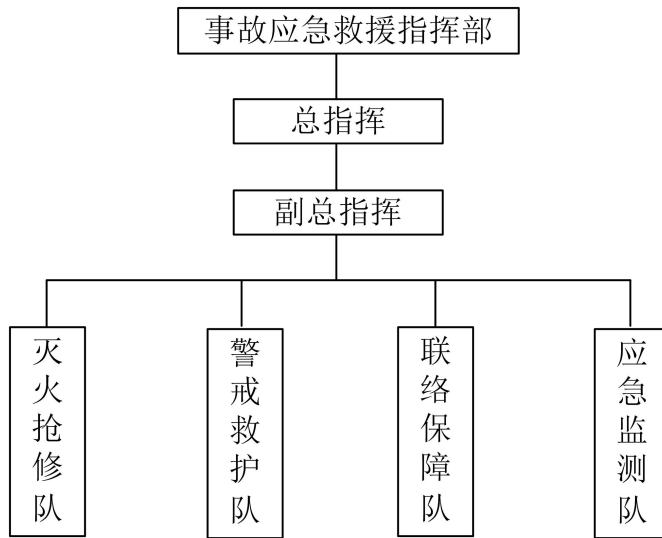 事故应急救援指挥部
总指挥
副总指挥
灭火抢修队
警戒救护队
联络保障队
应急监测队